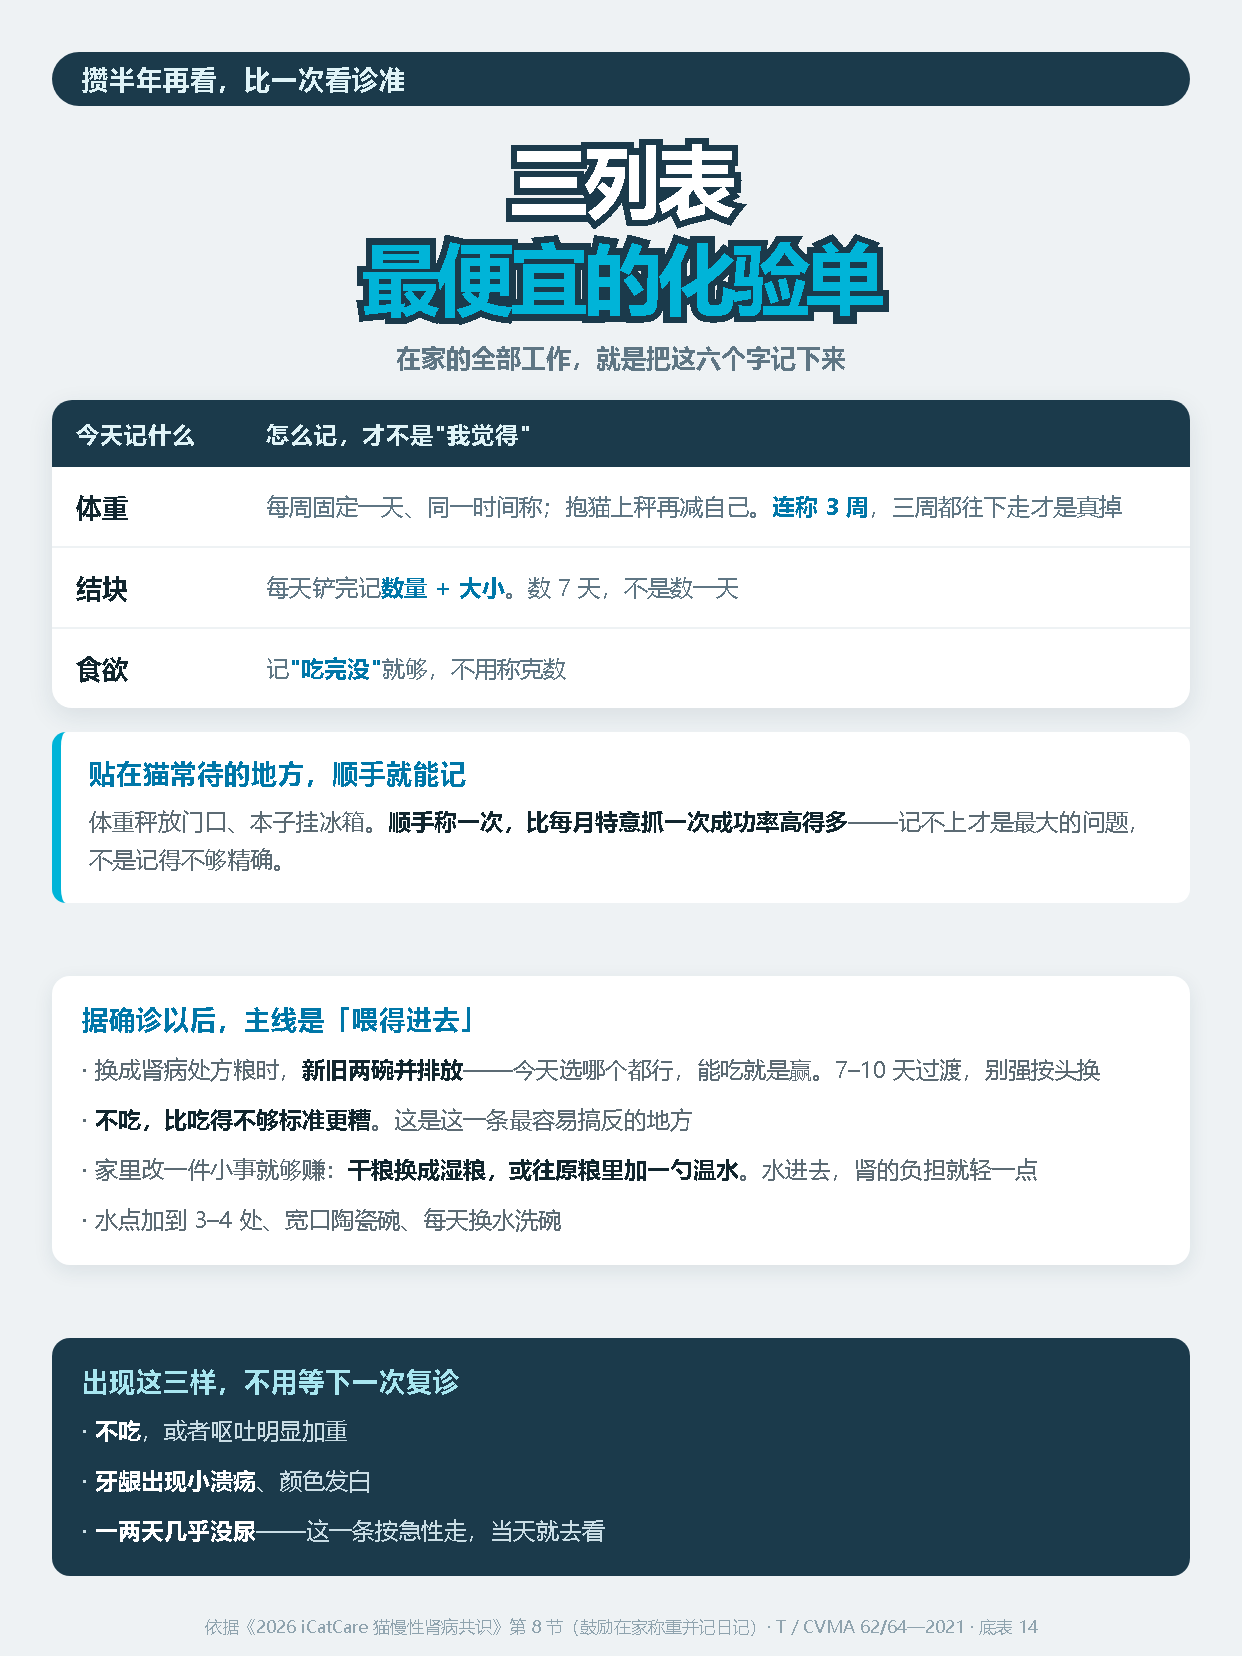 攒半年再看，比一次看诊准
三列表
最便宜的化验单
在家的全部工作，就是把这六个字记下来
今天记什么 怎么记，才不是"我觉得"
体重 每周固定一天、同一时间称；抱猫上秤再减自己。连称 3 周，三周都往下走才是真掉
结块 每天铲完记数量 + 大小。数 7 天，不是数一天
食欲 记"吃完没"就够，不用称克数
贴在猫常待的地方，顺手就能记
体重秤放门口、本子挂冰箱。顺手称一次，比每月特意抓一次成功率高得多——记不上才是最大的问题，
不是记得不够精确。
据确诊以后，主线是「喂得进去」
· 换成肾病处方粮时，新旧两碗并排放——今天选哪个都行，能吃就是赢。7–10 天过渡，别强按头换
· 不吃，比吃得不够标准更糟。这是这一条最容易搞反的地方
· 家里改一件小事就够赚：干粮换成湿粮，或往原粮里加一勺温水。水进去，肾的负担就轻一点
· 水点加到 3–4 处、宽口陶瓷碗、每天换水洗碗
出现这三样，不用等下一次复诊
· 不吃，或者呕吐明显加重
· 牙龈出现小溃疡、颜色发白
· 一两天几乎没尿——这一条按急性走，当天就去看
依据《2026 iCatCare 猫慢性肾病共识》第 8 节（鼓励在家称重并记日记）· T / CVMA 62/64—2021 · 底表 14